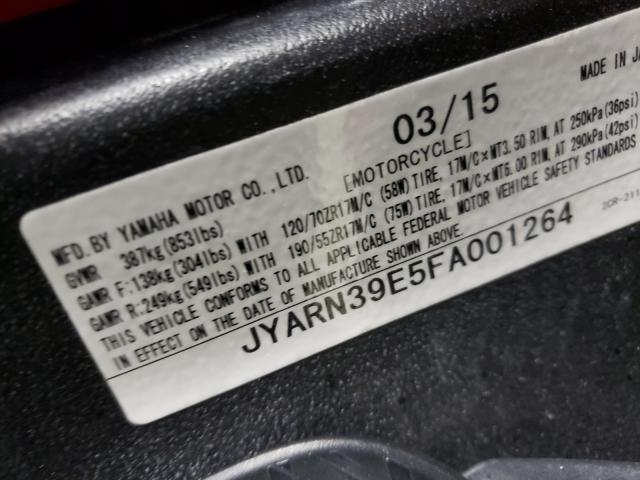 MFD. BY YAMAHA MOTOR CO.,LTD. 03/15 MADE IN JA
GVWR 387kg(853lbs) [MOTORCYCLE]
GAWR F:138kg(304lbs) WITH 120/70ZR17M/C (58W) TIRE, 17M/C×MT3.50 RIM, AT 250kPa(36psi)
GAWR R:249kg(549lbs) WITH 190/55ZR17M/C (75W) TIRE, 17M/C×MT6.00 RIM, AT 290kPa(42psi)
THIS VEHICLE CONFORMS TO ALL APPLICABLE FEDERAL MOTOR VEHICLE SAFETY STANDARDS
IN EFFECT ON THE DATE OF MANUFACTURE SHOWN ABOVE.
JYARN39E5FA001264 2CR-211